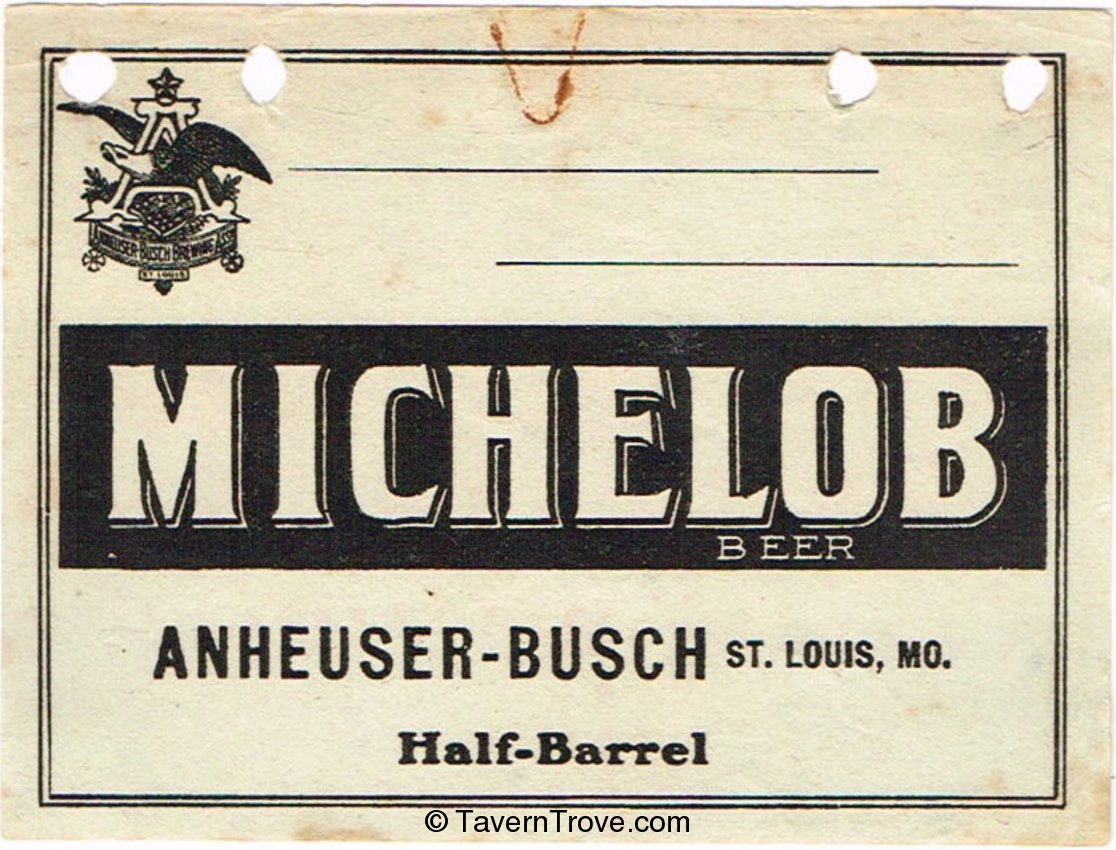 ANHEUSER-BUSCH BREWING ASS'N
ST. LOUIS
MICHELOB
BEER
ANHEUSER-BUSCH ST. LOUIS, MO.
Half-Barrel
© TavernTrove.com